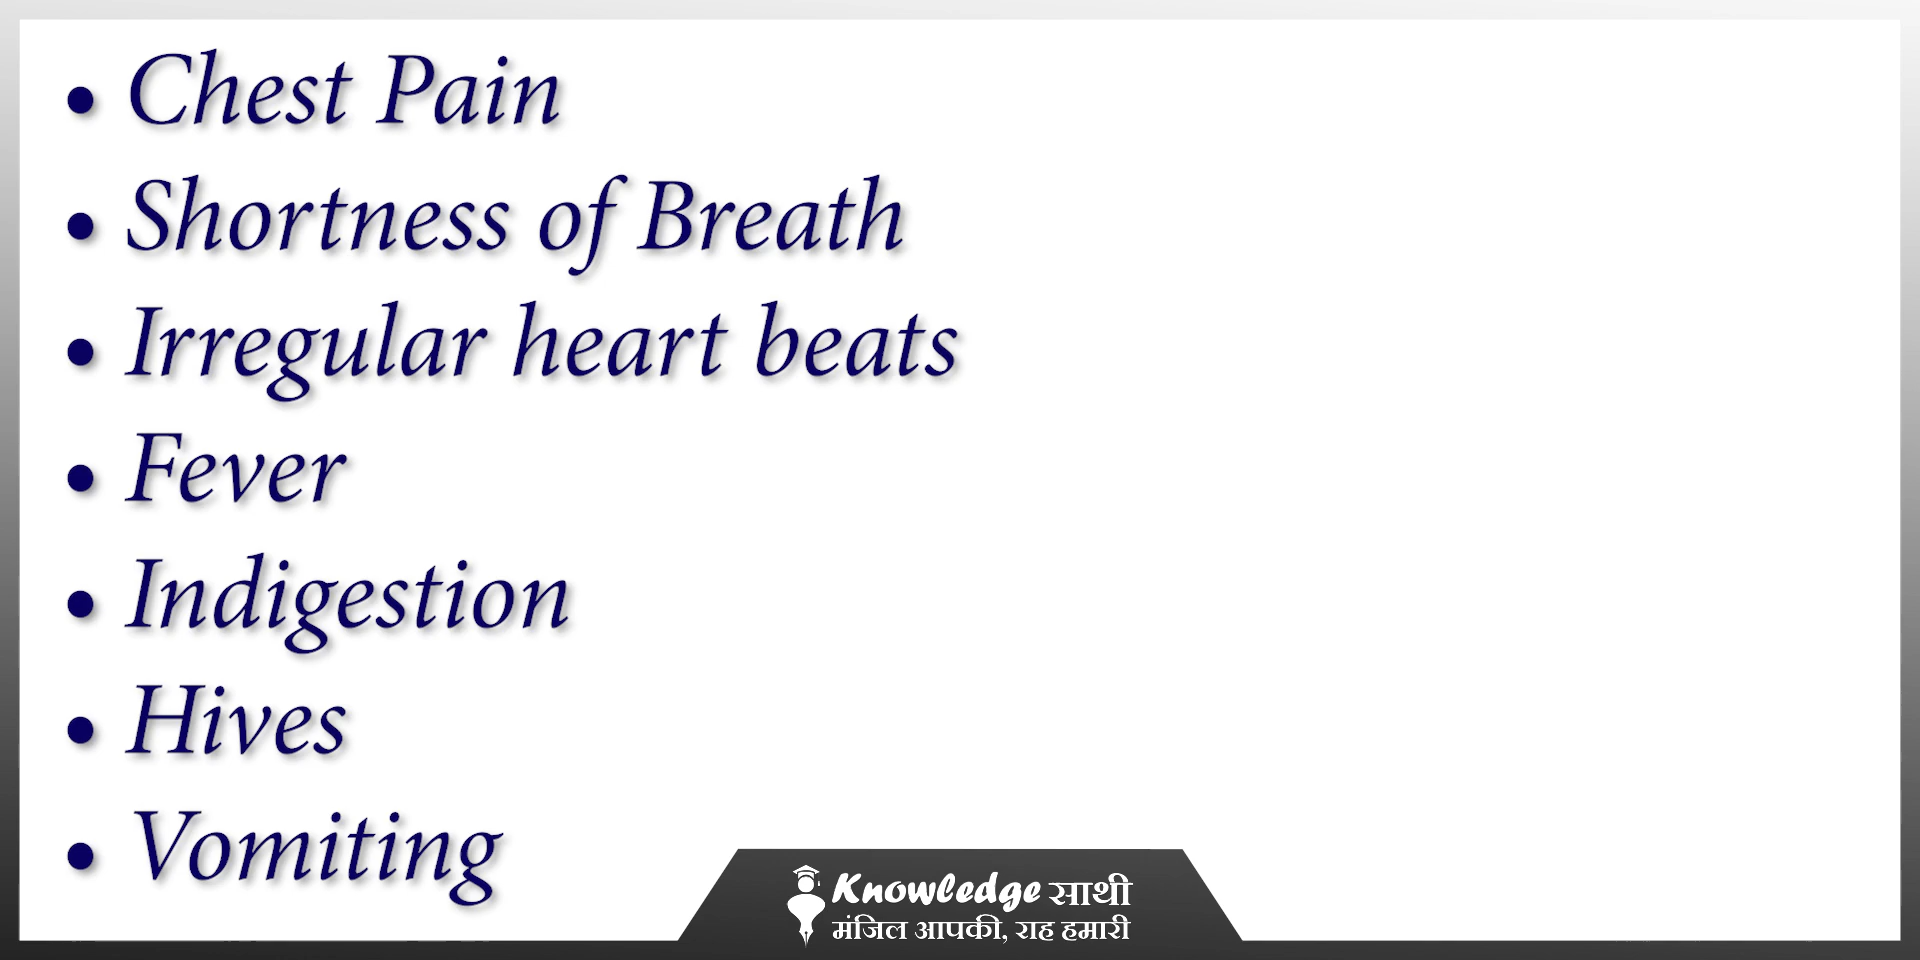 • Chest Pain
• Shortness of Breath
• Irregular heart beats
• Fever
• Indigestion
• Hives
• Vomiting
Knowledge साथी
मंजिल आपकी, राह हमारी